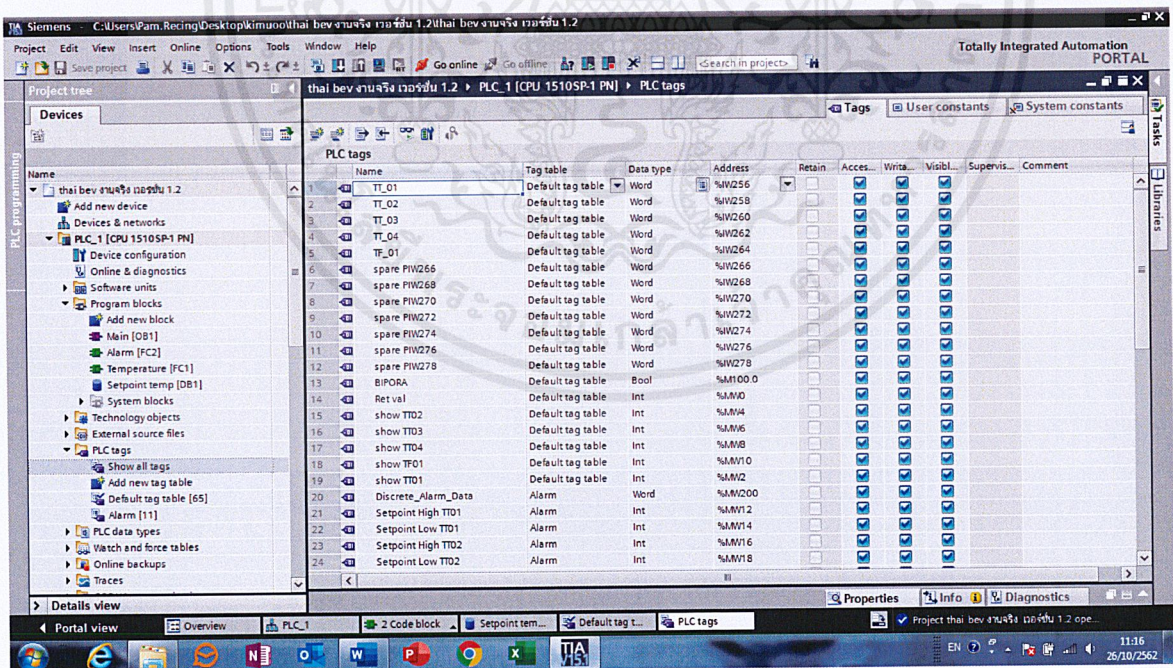 Siemens - C:\Users\Pam.Recing\Desktop\kimuoo\thai bev งานจริง เวอร์ชั่น 1.2\thai bev งานจริง เวอร์ชั่น 1.2
Project Edit View Insert Online Options Tools Window Help
Totally Integrated Automation
PORTAL
Save project Go online Go offline <Search in project>
Project tree
thai bev งานจริง เวอร์ชั่น 1.2 PLC_1 [CPU 1510SP-1 PN] PLC tags
Devices
Tags User constants System constants
PLC tags
Name
thai bev งานจริง เวอร์ชั่น 1.2
Add new device
Devices & networks
PLC_1 [CPU 1510SP-1 PN]
Device configuration
Online & diagnostics
Software units
Program blocks
Add new block
Main [OB1]
Alarm [FC2]
Temperature [FC1]
Setpoint temp [DB1]
System blocks
Technology objects
External source files
PLC tags
Show all tags
Add new tag table
Default tag table [65]
Alarm [11]
PLC data types
Watch and force tables
Online backups
Traces
Details view
Name Tag table Data type Address Retain Acces... Writa... Visibl... Supervis... Comment
1 TT_01 Default tag table Word %IW256
2 TT_02 Default tag table Word %IW258
3 TT_03 Default tag table Word %IW260
4 TT_04 Default tag table Word %IW262
5 TF_01 Default tag table Word %IW264
6 spare PIW266 Default tag table Word %IW266
7 spare PIW268 Default tag table Word %IW268
8 spare PIW270 Default tag table Word %IW270
9 spare PIW272 Default tag table Word %IW272
10 spare PIW274 Default tag table Word %IW274
11 spare PIW276 Default tag table Word %IW276
12 spare PIW278 Default tag table Word %IW278
13 BIPORA Default tag table Bool %M100.0
14 Ret val Default tag table Int %MW0
15 show TT02 Default tag table Int %MW4
16 show TT03 Default tag table Int %MW6
17 show TT04 Default tag table Int %MW8
18 show TF01 Default tag table Int %MW10
19 show TT01 Default tag table Int %MW2
20 Discrete_Alarm_Data Alarm Word %MW200
21 Setpoint High TT01 Alarm Int %MW12
22 Setpoint Low TT01 Alarm Int %MW14
23 Setpoint High TT02 Alarm Int %MW16
24 Setpoint Low TT02 Alarm Int %MW18
PLC programming
Tasks
Libraries
Properties Info Diagnostics
Portal view Overview PLC_1 2 Code block Setpoint tem... Default tag t... PLC tags Project thai bev งานจริง เวอร์ชั่น 1.2 ope...
TIA V15.1
EN 11:16
26/10/2562